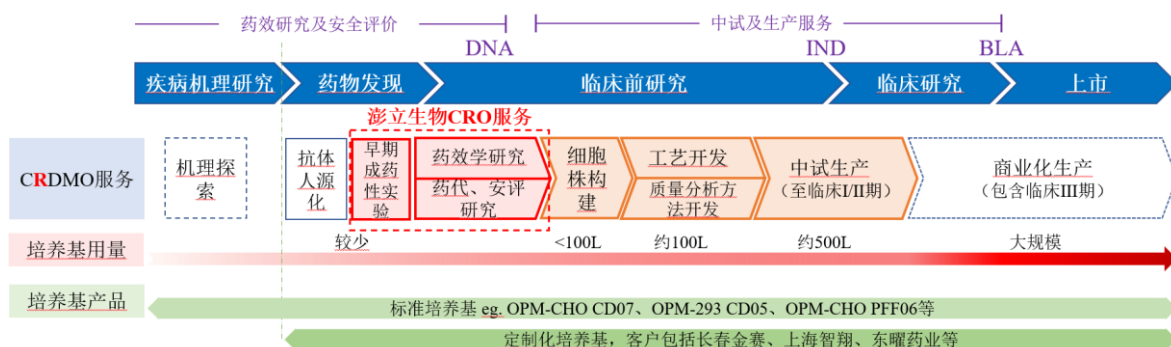 药效研究及安全评价
中试及生产服务
DNA
IND
BLA
疾病机理研究
药物发现
临床前研究
临床研究
上市
澎立生物CRO服务
CRDMO服务
机理探
索
抗体
人源
化
早期
成药
性实
验
药效学研究
药代、安评
研究
细胞
株构
建
工艺开发
质量分析方
法开发
中试生产
（至临床I/II期）
商业化生产
（包含临床III期）
培养基用量
较少
<100L
约100L
约500L
大规模
培养基产品
标准培养基 eg. OPM-CHO CD07、OPM-293 CD05、OPM-CHO PFF06等
定制化培养基，客户包括长春金赛、上海智翔、东曜药业等